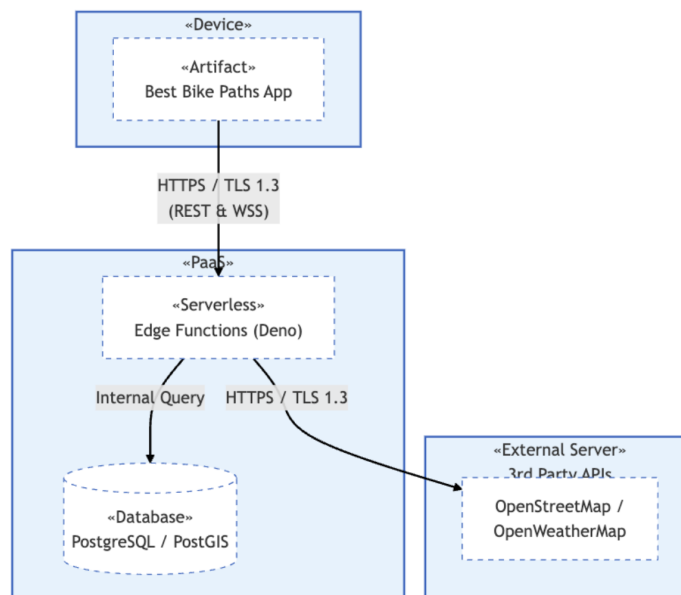 «Device»
«Artifact»
Best Bike Paths App
HTTPS / TLS 1.3
(REST & WSS)
«PaaS»
«Serverless»
Edge Functions (Deno)
Internal Query
HTTPS / TLS 1.3
«External Server»
3rd Party APIs
OpenStreetMap /
OpenWeatherMap
«Database»
PostgreSQL / PostGIS